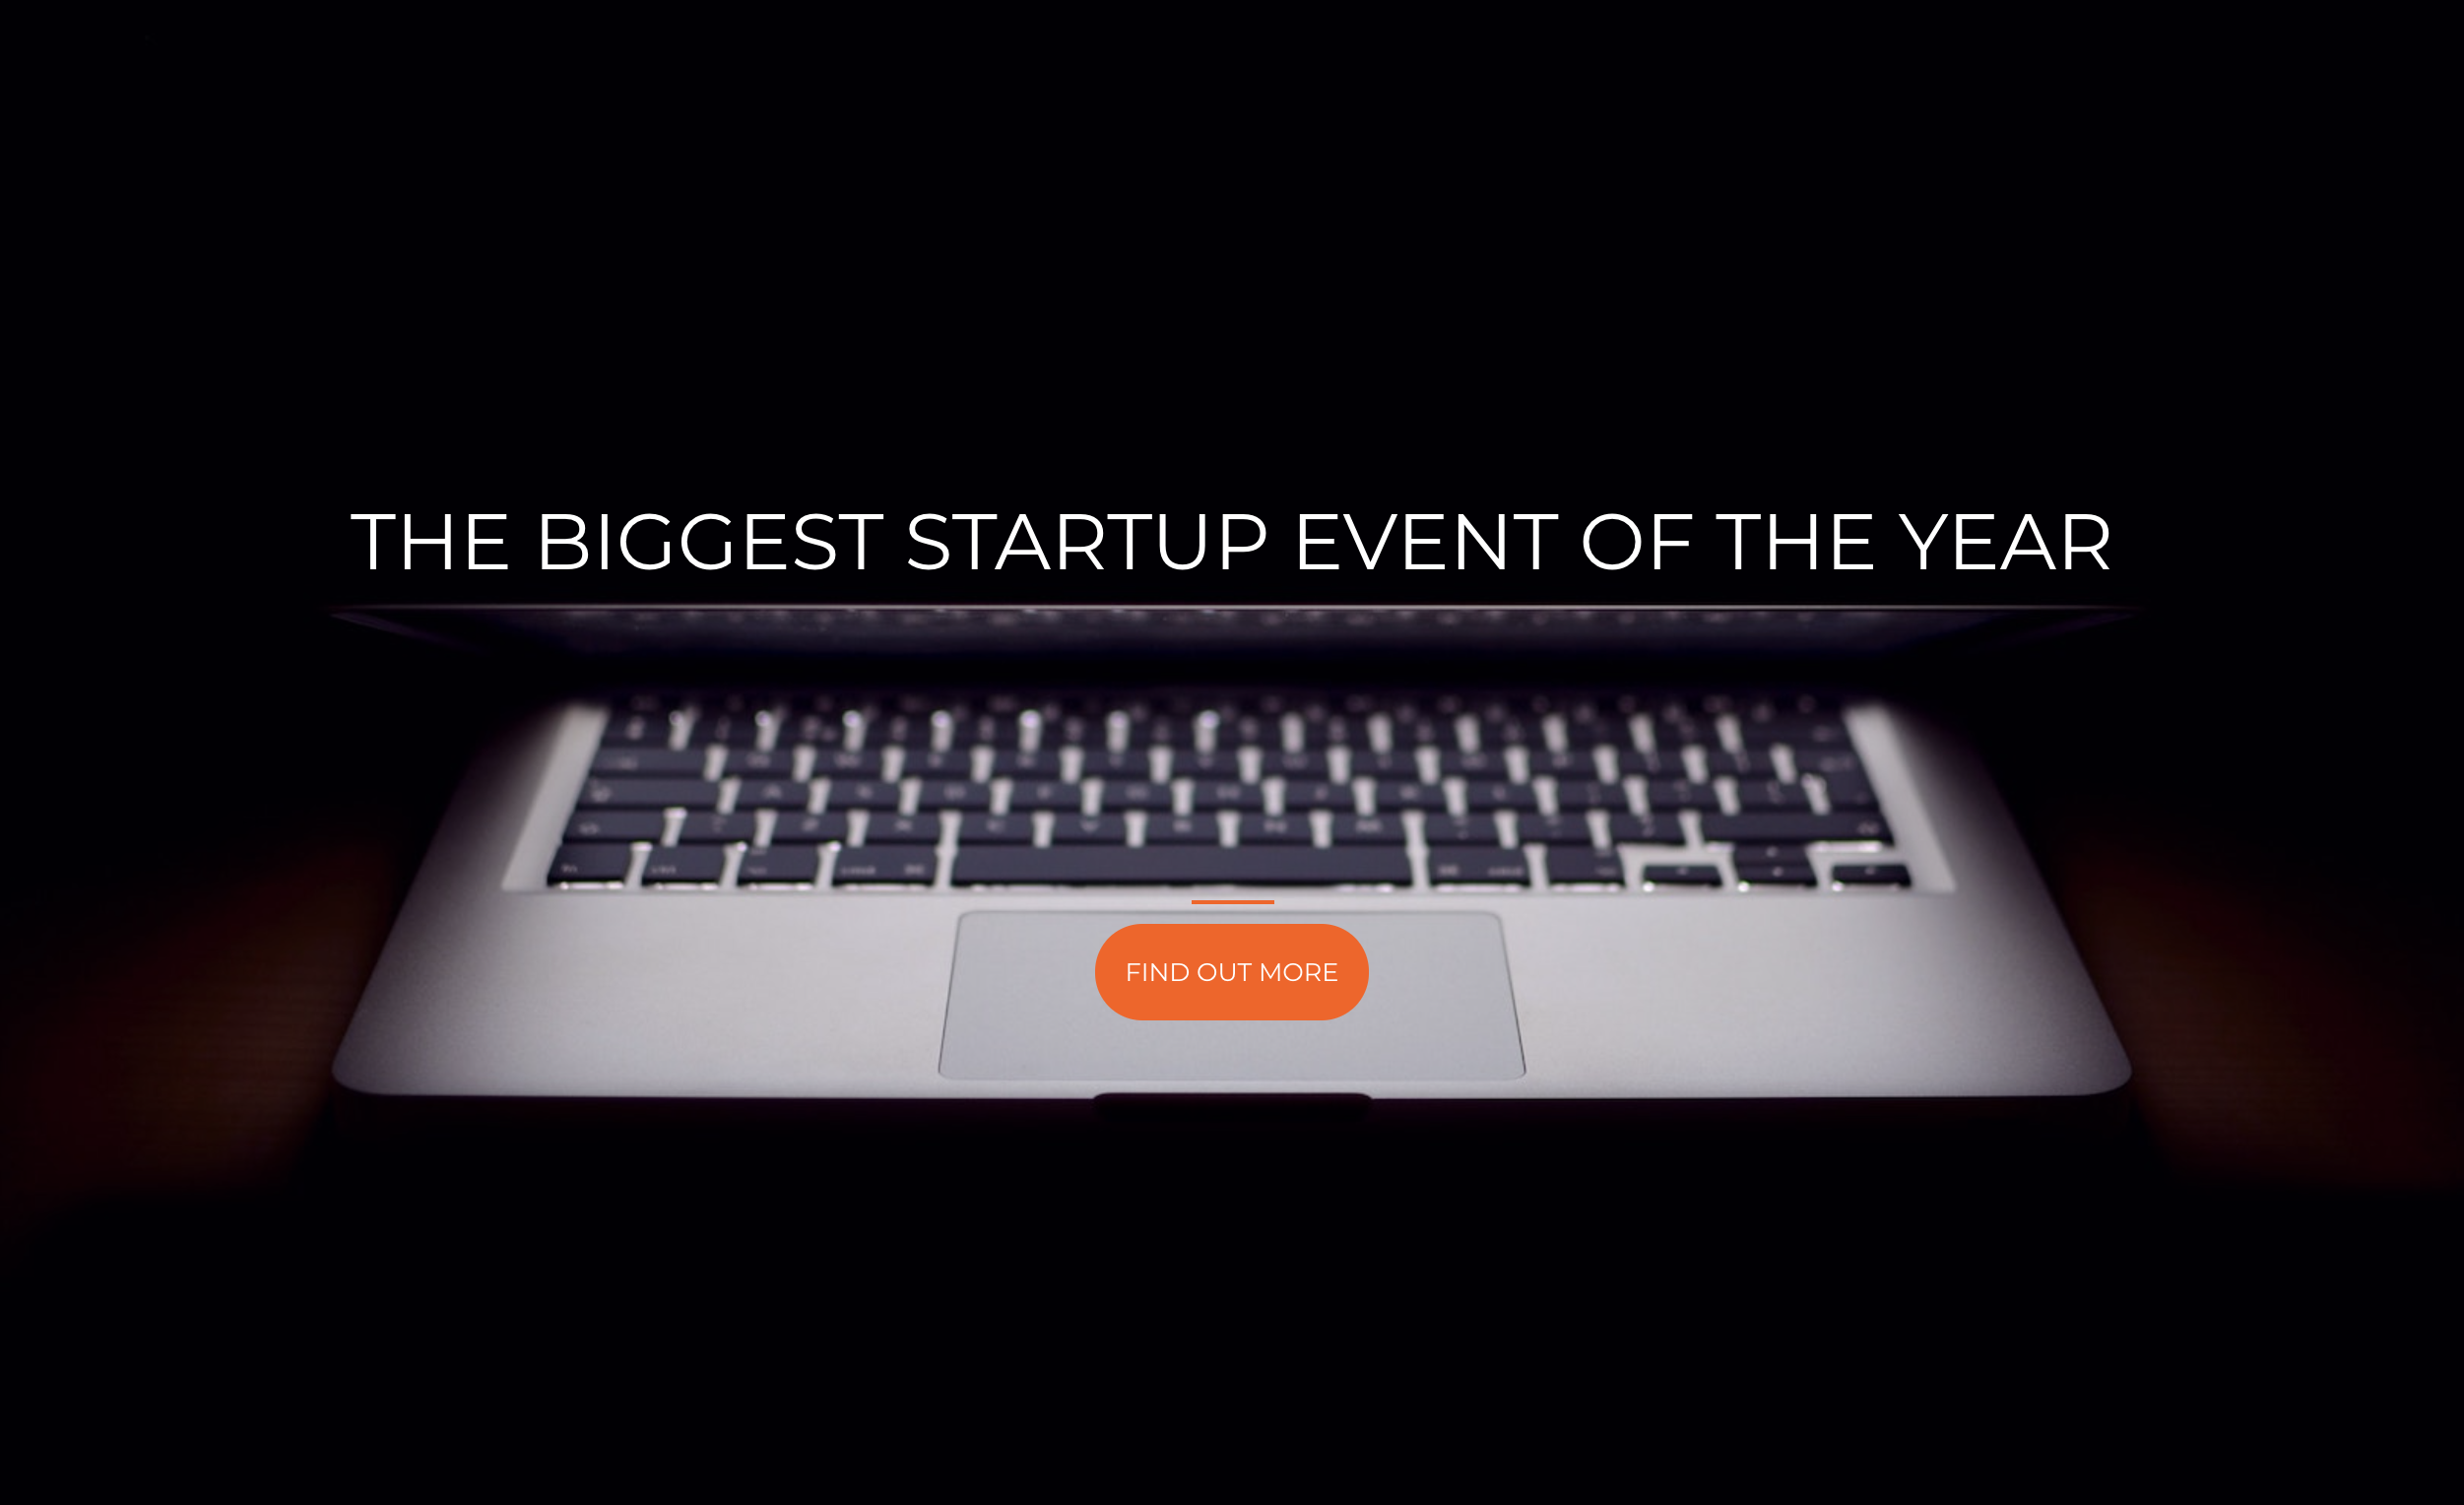 THE BIGGEST STARTUP EVENT OF THE YEAR
FIND OUT MORE